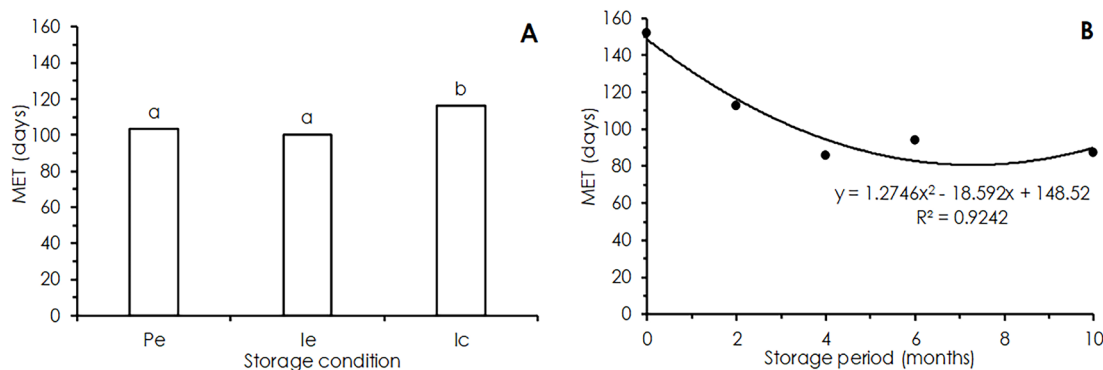 A
MET (days)
160
140
120
100
80
60
40
20
0
a
a
b
Pe
Ie
Ic
Storage condition
B
MET (days)
160
140
120
100
80
60
40
20
0
y = 1.2746x² - 18.592x + 148.52
R² = 0.9242
0 2 4 6 8 10
Storage period (months)